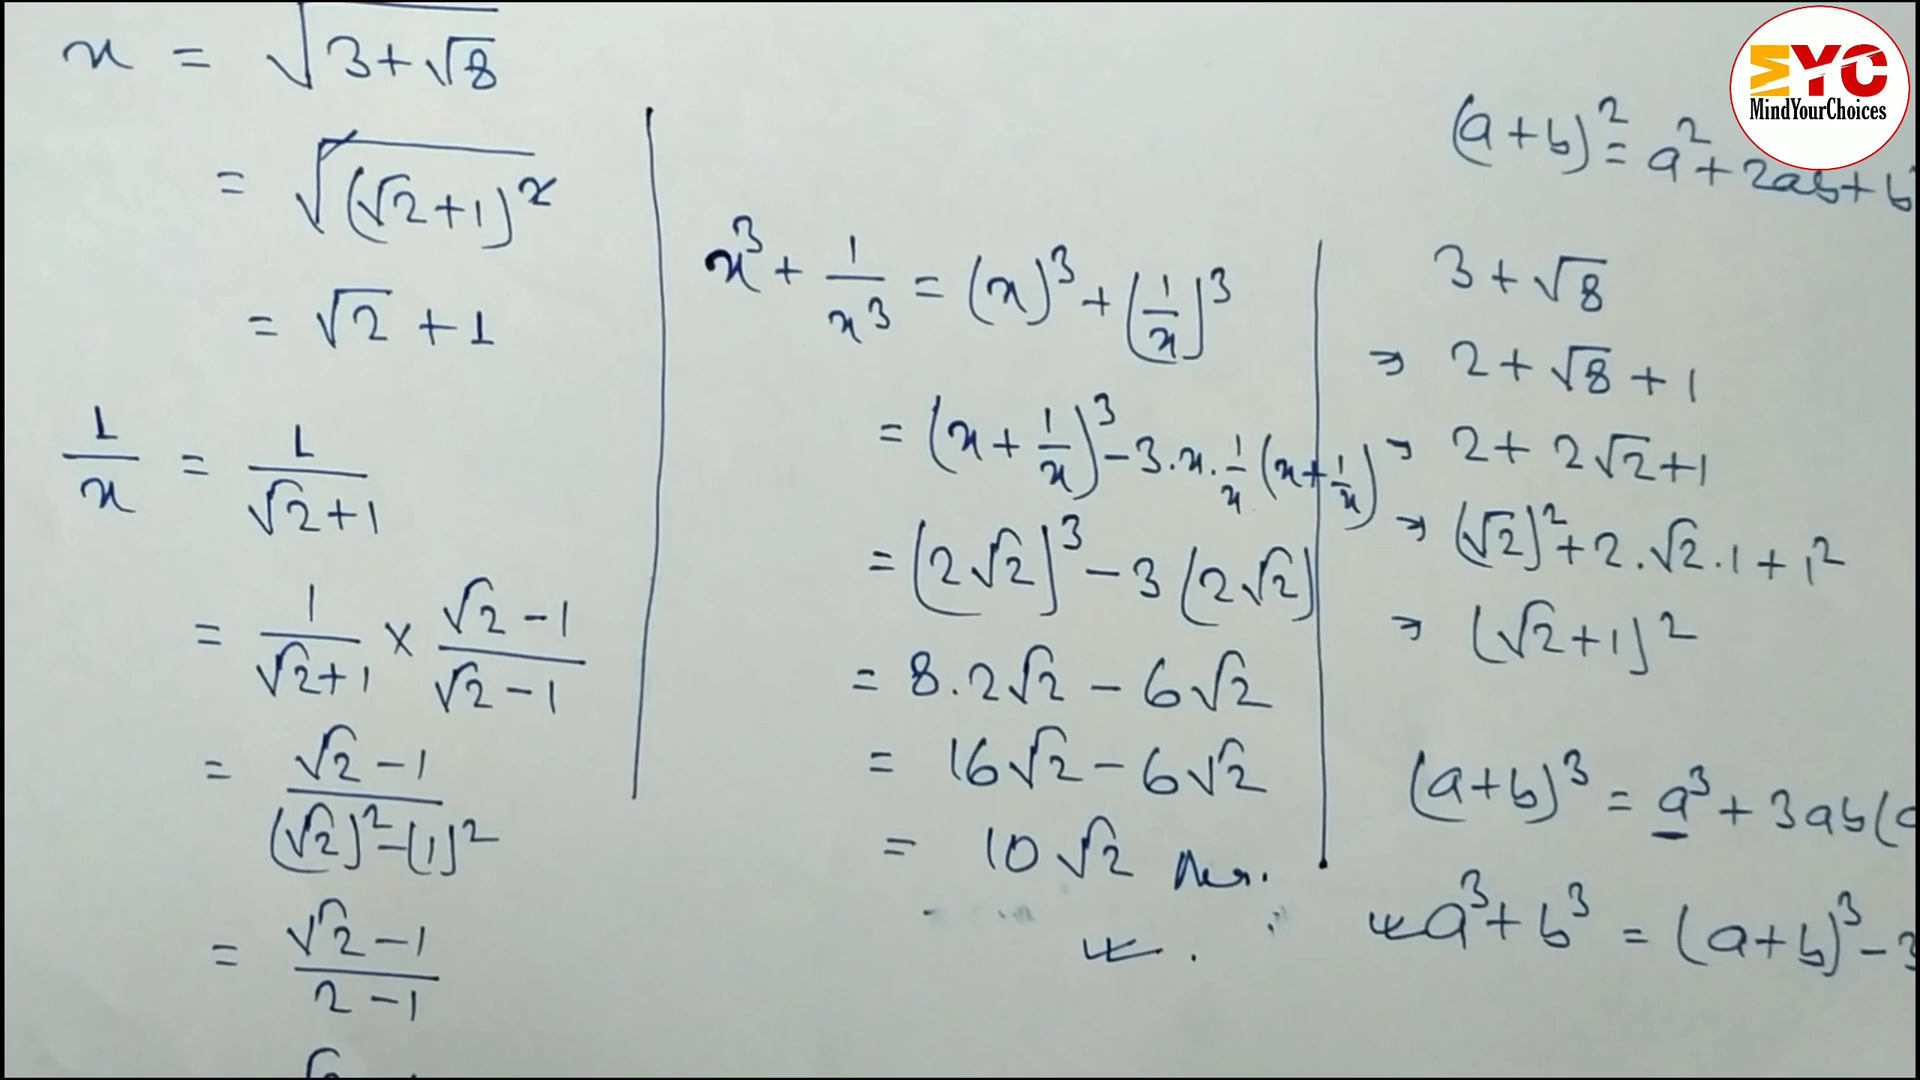 x = √(3+√8)
= √((√2+1)²)
= √2 + 1
1/x = 1/(√2+1)
= 1/(√2+1) × (√2-1)/(√2-1)
= (√2-1)/((√2)²-(1)²)
= (√2-1)/(2-1)
x³ + 1/x³ = (x)³ + (1/x)³
= (x + 1/x)³ - 3.x.1/x (x + 1/x)
= (2√2)³ - 3(2√2)
= 8.2√2 - 6√2
= 16√2 - 6√2
= 10√2 Ans.
MYC
MindYourChoices
(a+b)² = a² + 2ab + b
3 + √8
⇒ 2 + √8 + 1
⇒ 2 + 2√2 + 1
⇒ (√2)² + 2.√2.1 + 1²
⇒ (√2+1)²
(a+b)³ = a³ + 3ab(
a³ + b³ = (a+b)³ - 3